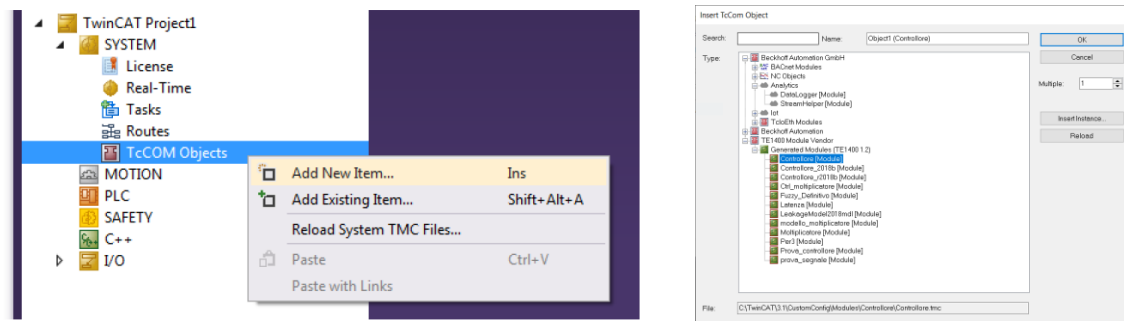 TwinCAT Project1
SYSTEM
License
Real-Time
Tasks
Routes
TcCOM Objects
MOTION
PLC
SAFETY
C++
I/O
Add New Item... Ins
Add Existing Item... Shift+Alt+A
Reload System TMC Files...
Paste Ctrl+V
Paste with Links
Insert TcCom Object
Search: Name: Object1 (Controllore) OK
Type: Beckhoff Automation GmbH Cancel
BACnet Modules
NC Objects
Analytics Multiple: 1
DataLogger [Module]
StreamHelper [Module]
Iot
TcIoEth Modules Insert Instance...
Beckhoff Automation
TE1400 Module Vendor Reload
Generated Modules (TE1400 1.2)
Controllore [Module]
Controllore_2018b [Module]
Controllore_r2018b [Module]
Ctrl_moltiplicatore [Module]
Fuzzy_Definitivo [Module]
Latenza [Module]
LeakageModel2018mdl [Module]
modello_moltiplicatore [Module]
Moltiplicatore [Module]
Per3 [Module]
Prova_controllore [Module]
prova_segnale [Module]
File: C:\TwinCAT\3.1\CustomConfig\Modules\Controllore\Controllore.tmc